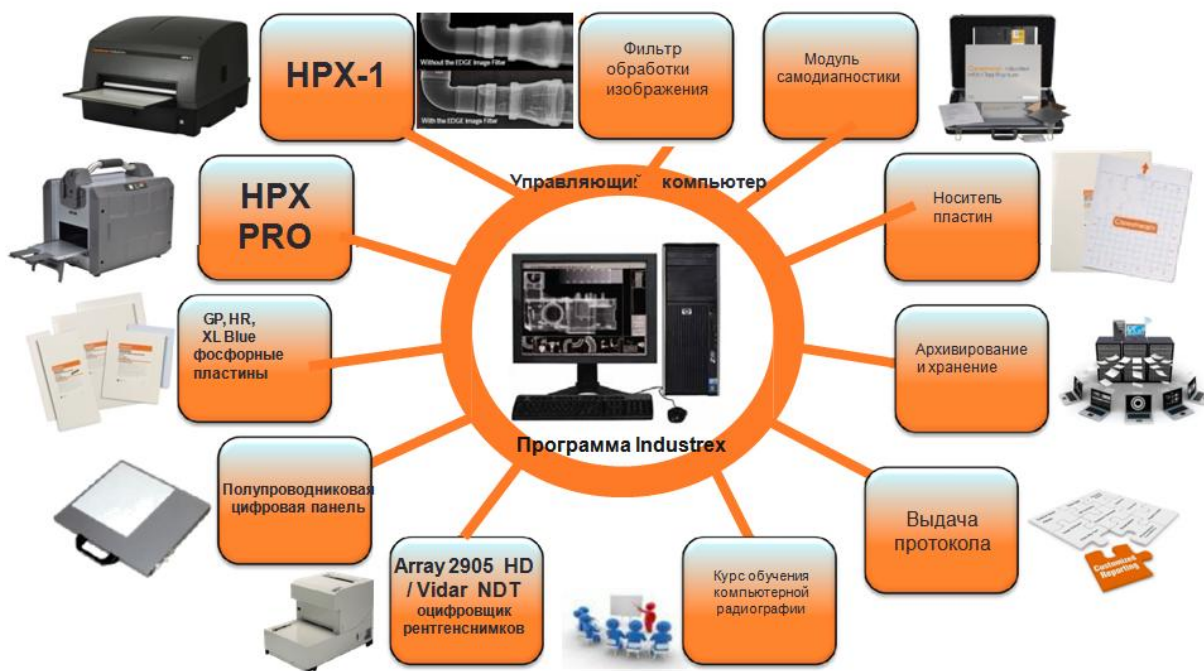 HPX-1
Without the EDGE Image Filter
With the EDGE Image Filter
Фильтр
обработки
изображения
Модуль
самодиагностики
HPX
PRO
Управляющий компьютер
Носитель
пластин
Carestream
GP, HR,
XL Blue
фосфорные
пластины
Архивирование
и хранение
Программа Industrex
Полупроводниковая
цифровая панель
Array 2905 HD
/ Vidar NDT
оцифровщик
рентгенснимков
Курс обучения
компьютерной
радиографии
Выдача
протокола
Customized
Reporting